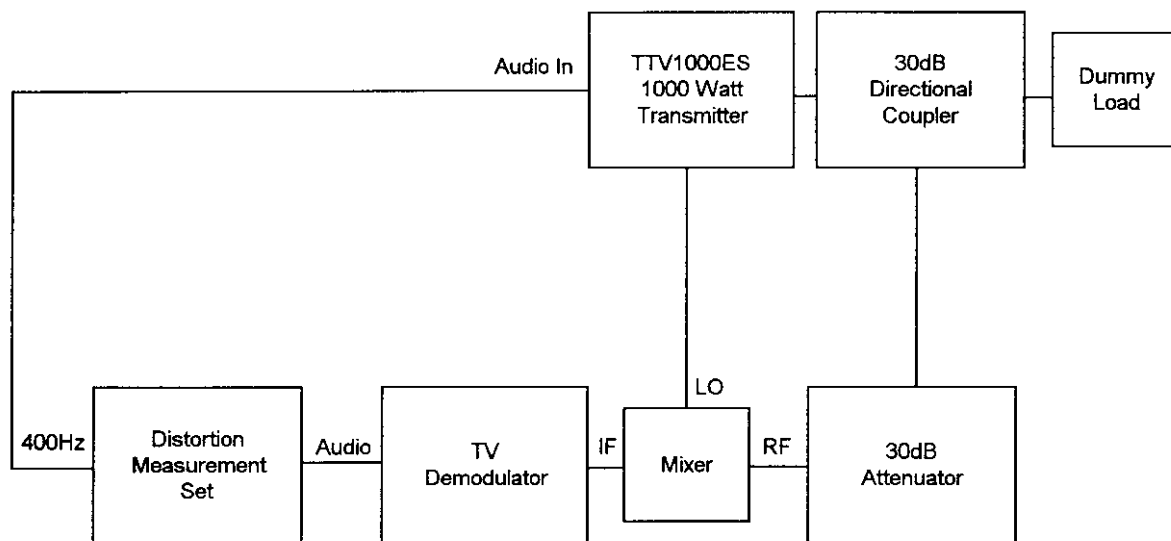 Audio In
TTV1000ES
1000 Watt
Transmitter
30dB
Directional
Coupler
Dummy
Load
LO
400Hz
Distortion
Measurement
Set
Audio
TV
Demodulator
IF
Mixer
RF
30dB
Attenuator